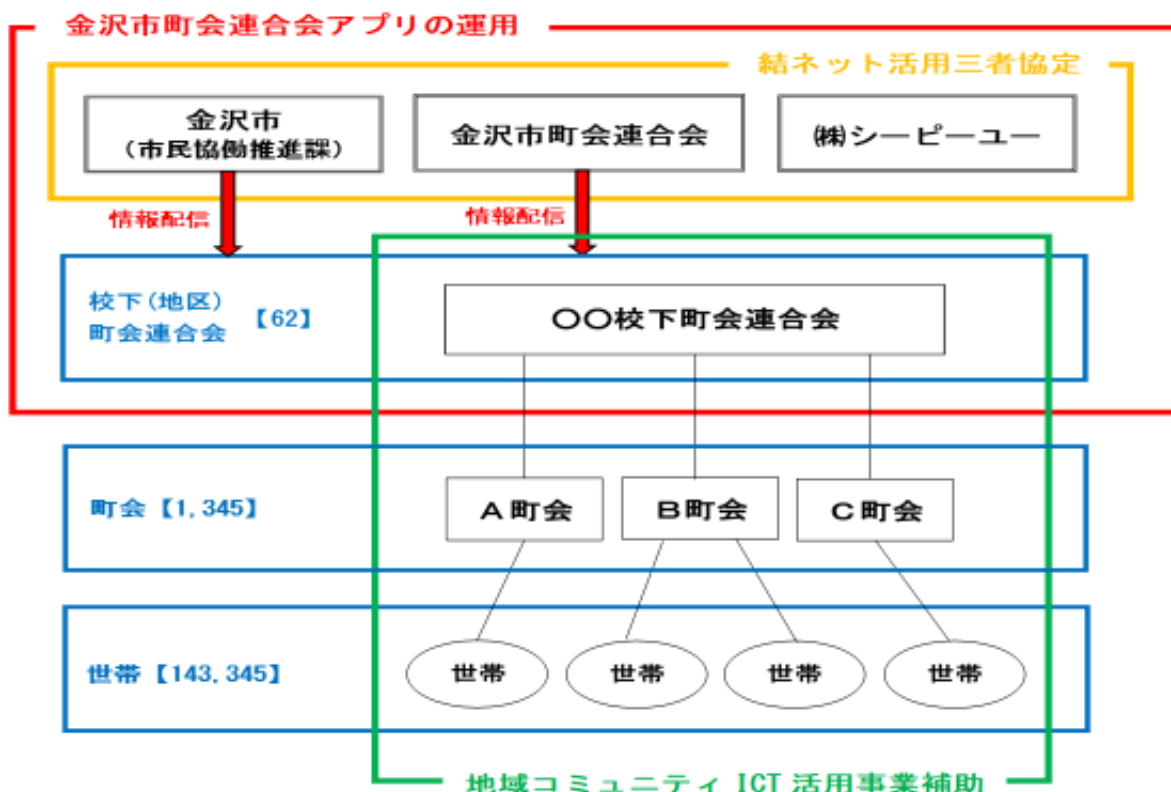 金沢市町会連合会アプリの運用
結ネット活用三者協定
金沢市
(市民協働推進課)
金沢市町会連合会
㈱シーピーユー
情報配信
情報配信
校下(地区)
町会連合会
【62】
〇〇校下町会連合会
町会【1,345】
A町会
B町会
C町会
世帯【143,345】
世帯
世帯
世帯
世帯
地域コミュニティ ICT 活用事業補助